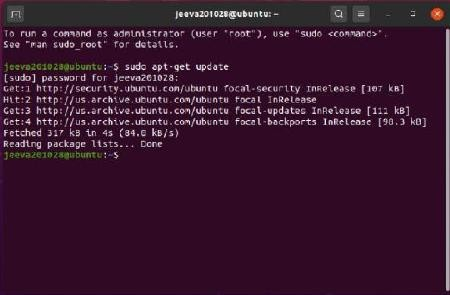 jeeva201028@ubuntu: ~
To run a command as administrator (user "root"), use "sudo <command>".
See "man sudo_root" for details.
jeeva201028@ubuntu:~$ sudo apt-get update
[sudo] password for jeeva201028:
Get:1 http://security.ubuntu.com/ubuntu focal-security InRelease [107 kB]
Hit:2 http://us.archive.ubuntu.com/ubuntu focal InRelease
Get:3 http://us.archive.ubuntu.com/ubuntu focal-updates InRelease [111 kB]
Get:4 http://us.archive.ubuntu.com/ubuntu focal-backports InRelease [98.3 kB]
Fetched 317 kB in 4s (84.0 kB/s)
Reading package lists... Done
jeeva201028@ubuntu:~$